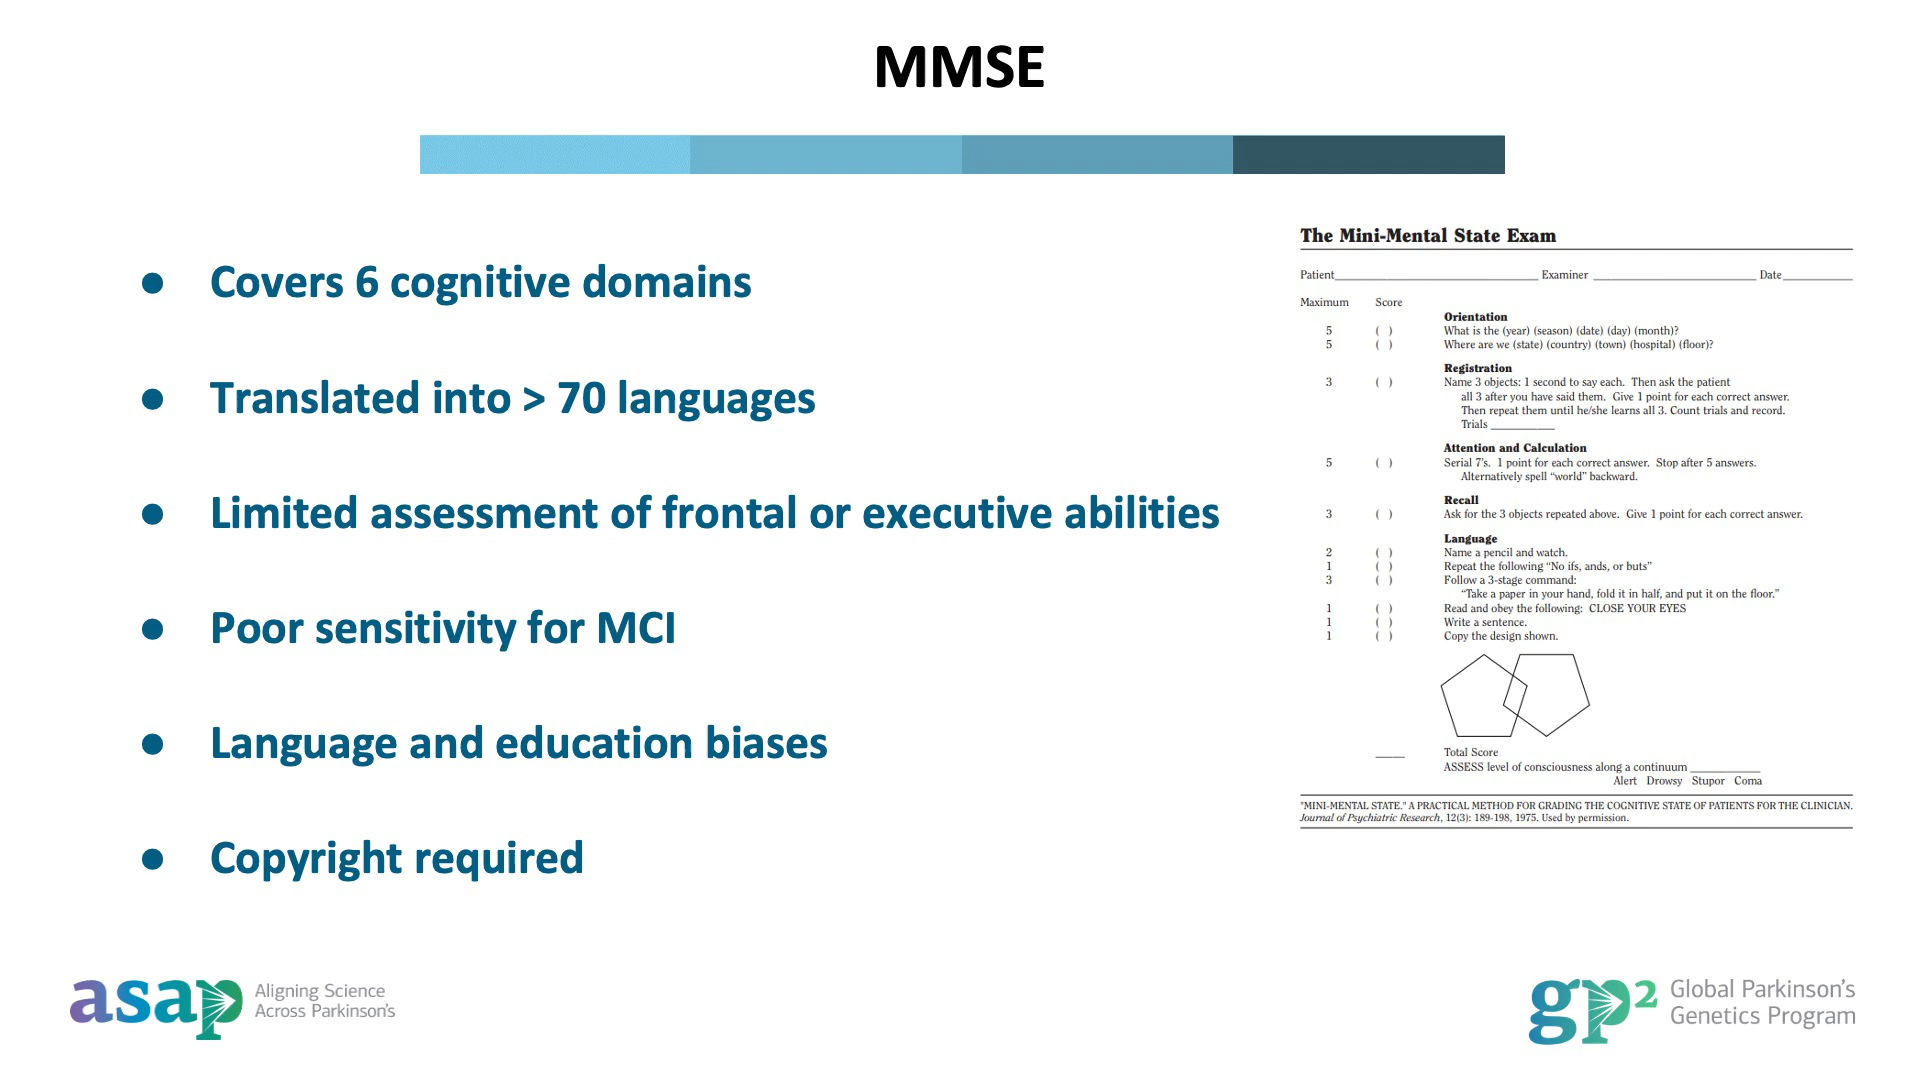 MMSE
● Covers 6 cognitive domains
● Translated into > 70 languages
● Limited assessment of frontal or executive abilities
● Poor sensitivity for MCI
● Language and education biases
● Copyright required
The Mini-Mental State Exam
Patient__________ Examiner __________ Date__________
Maximum Score
Orientation
5 ( ) What is the (year) (season) (date) (day) (month)?
5 ( ) Where are we (state) (country) (town) (hospital) (floor)?
Registration
3 ( ) Name 3 objects: 1 second to say each. Then ask the patient
all 3 after you have said them. Give 1 point for each correct answer.
Then repeat them until he/she learns all 3. Count trials and record.
Trials __________
Attention and Calculation
5 ( ) Serial 7's. 1 point for each correct answer. Stop after 5 answers.
Alternatively spell “world” backward.
Recall
3 ( ) Ask for the 3 objects repeated above. Give 1 point for each correct answer.
Language
2 ( ) Name a pencil and watch.
1 ( ) Repeat the following “No ifs, ands, or buts”
3 ( ) Follow a 3-stage command:
“Take a paper in your hand, fold it in half, and put it on the floor.”
1 ( ) Read and obey the following: CLOSE YOUR EYES
1 ( ) Write a sentence.
1 ( ) Copy the design shown.
_____ Total Score
ASSESS level of consciousness along a continuum __________
Alert Drowsy Stupor Coma
"MINI-MENTAL STATE." A PRACTICAL METHOD FOR GRADING THE COGNITIVE STATE OF PATIENTS FOR THE CLINICIAN.
Journal of Psychiatric Research, 12(3): 189-198, 1975. Used by permission.
asap Aligning Science
Across Parkinson's
gp2 Global Parkinson's
Genetics Program